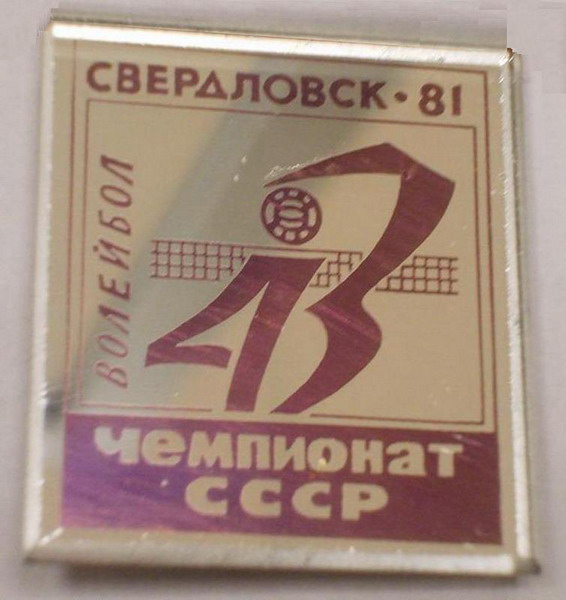 СВЕРДЛОВСК • 81
ВОЛЕЙБОЛ
43
чемпионат
СССР